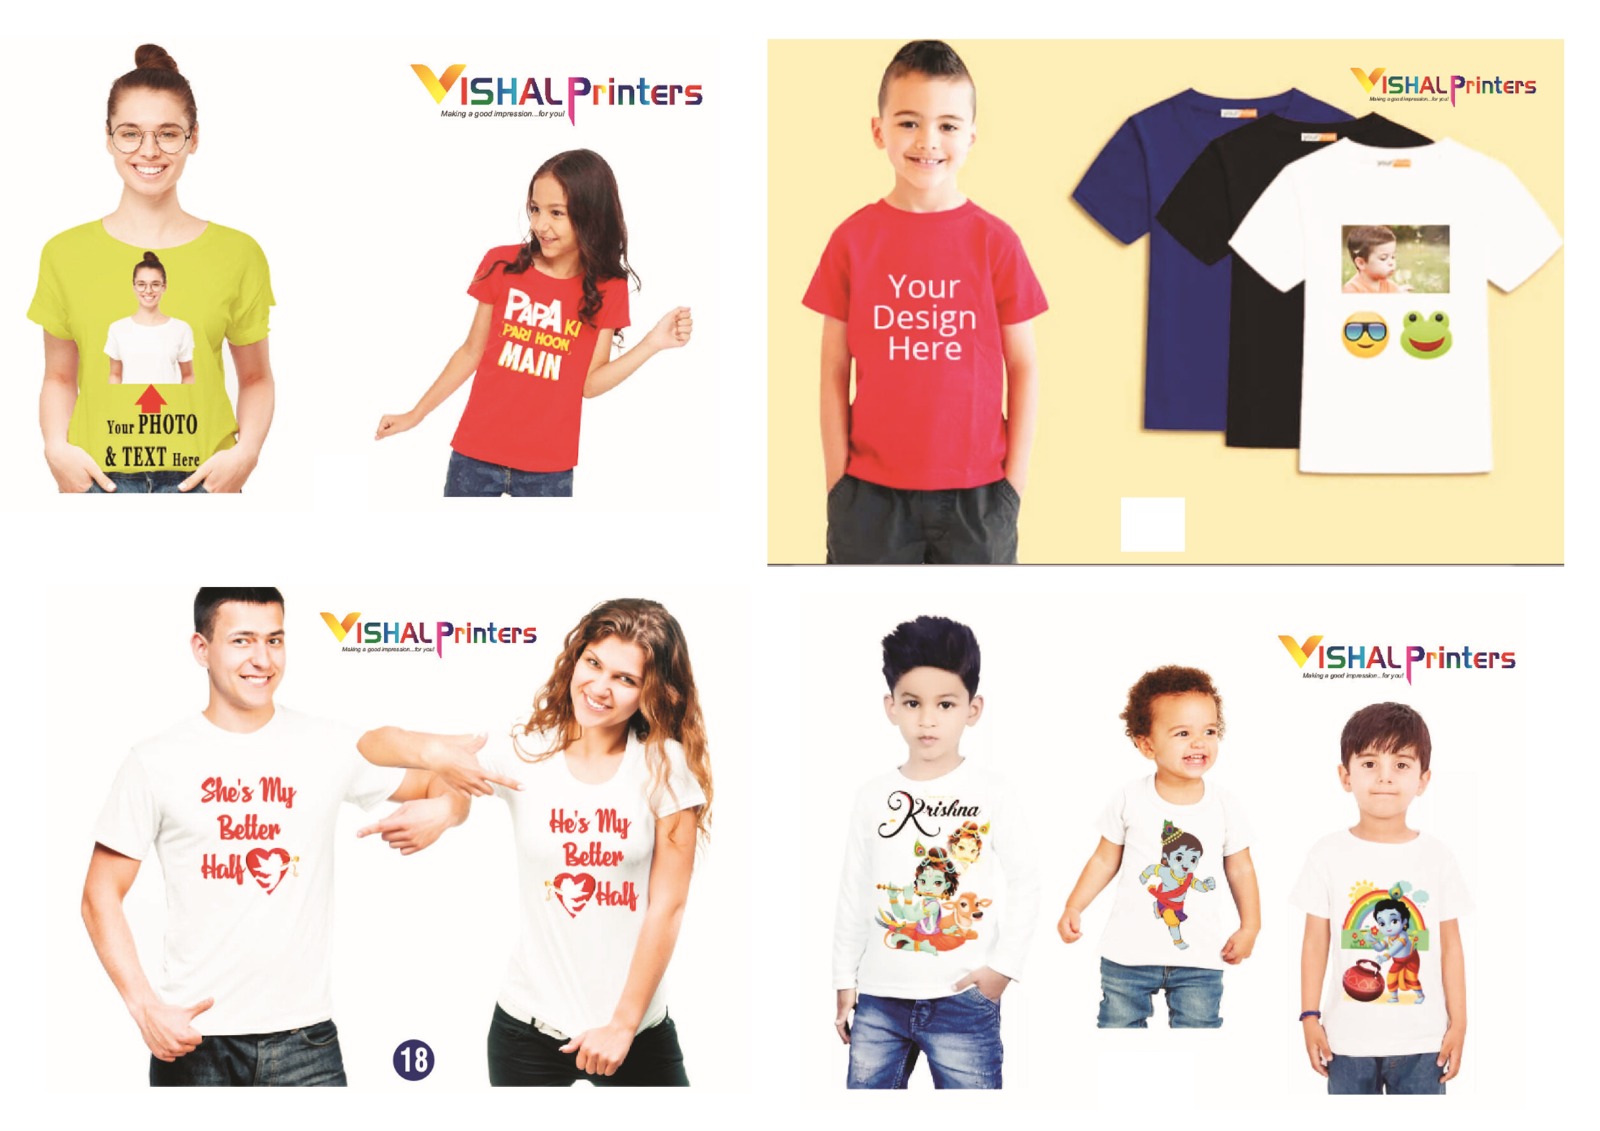 VISHAL Printers
Making a good impression...for you!
Your PHOTO
& TEXT Here
PAPA KI
PARI HOON
MAIN
VISHAL Printers
Making a good impression...for you!
Your
Design
Here
VISHAL Printers
Making a good impression...for you!
She's My
Better
Half
He's My
Better
Half
18
VISHAL Printers
Making a good impression...for you!
Krishna